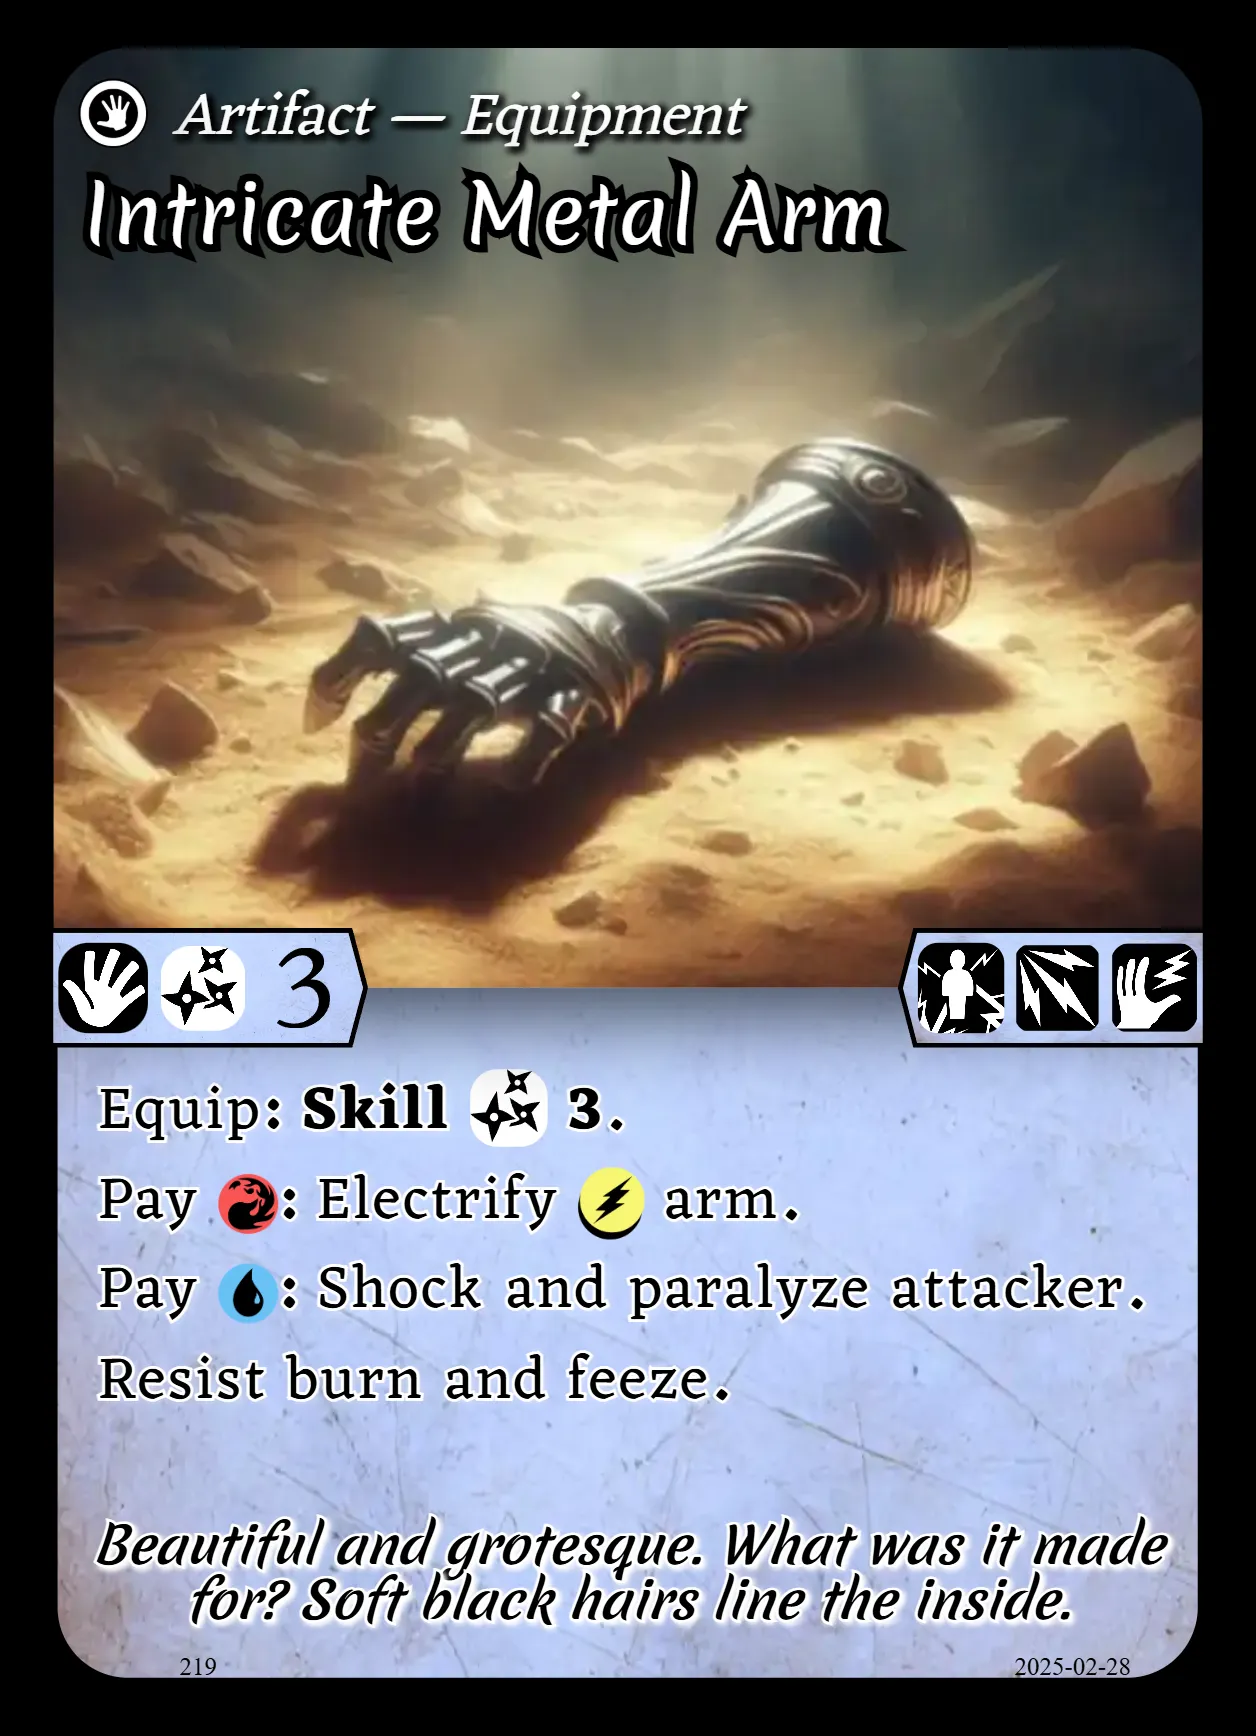 Artifact — Equipment
Intricate Metal Arm
3
Equip: Skill 3.
Pay : Electrify arm.
Pay : Shock and paralyze attacker.
Resist burn and feeze.
Beautiful and grotesque. What was it made
for? Soft black hairs line the inside.
219
2025-02-28